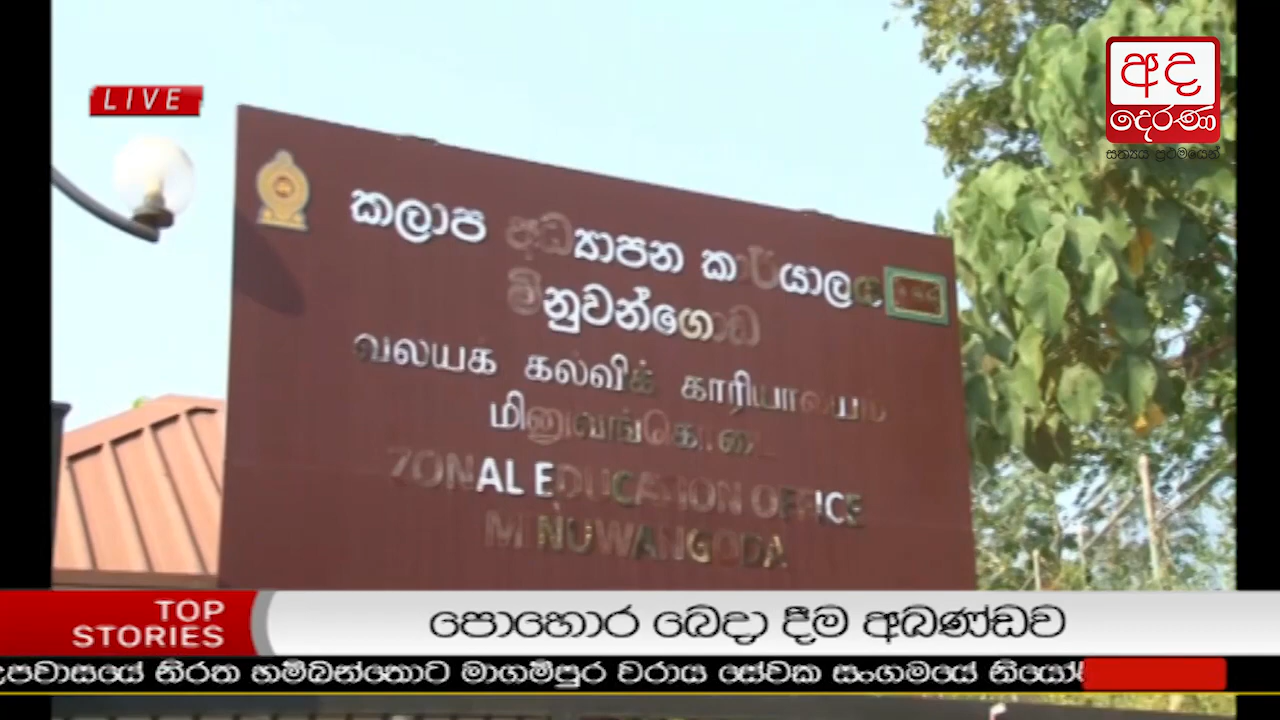 LIVE
අද
දෙරණ
සත්‍යය ප්‍රථමයෙන්
කලාප අධ්‍යාපන කාර්යාලය
මිනුවන්ගොඩ
வலயக கல்விக் காரியாலயம்
மினுவங்கொடை
ZONAL EDUCATION OFFICE
MINUWANGODA
TOP
STORIES
පොහොර බෙදා දීම අඛණ්ඩව
උපවාසයේ නිරත හම්බන්තොට මාගම්පුර වරාය සේවක සංගමයේ